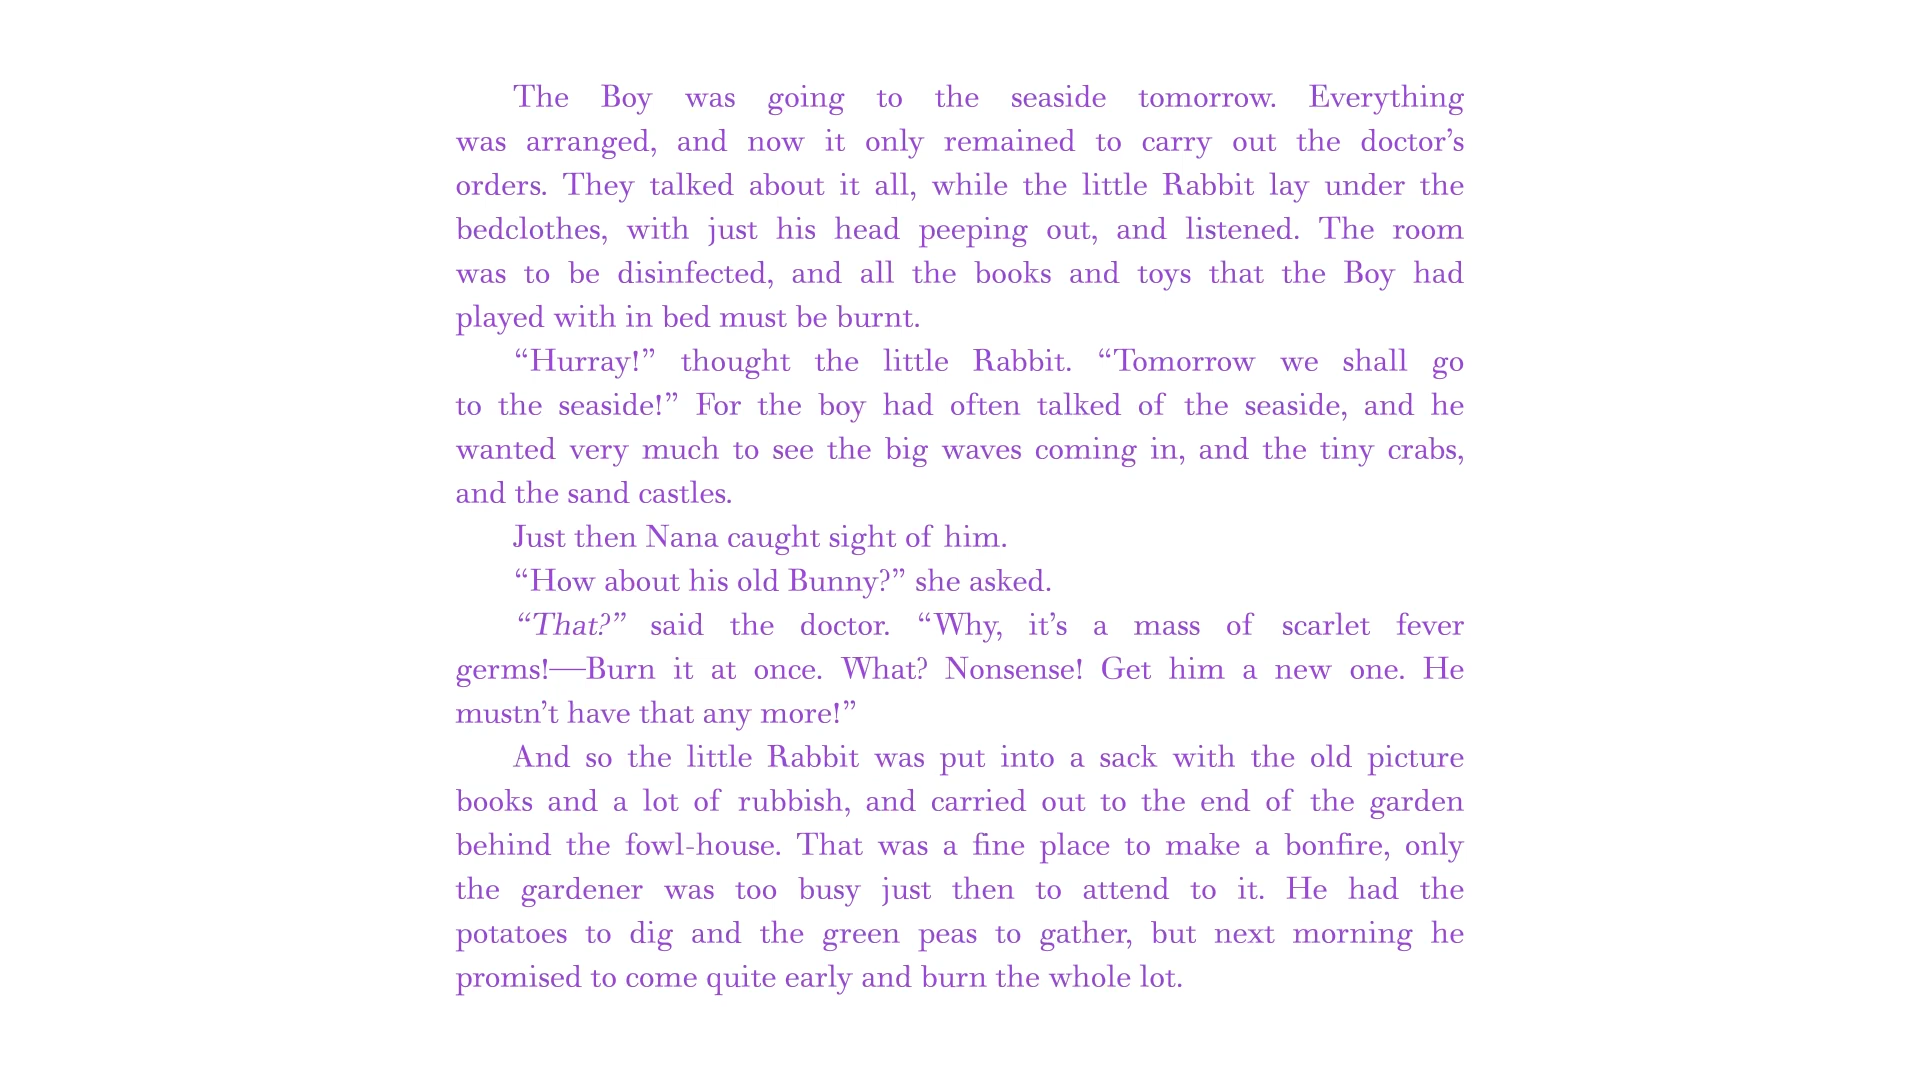 The Boy was going to the seaside tomorrow. Everything
was arranged, and now it only remained to carry out the doctor’s
orders. They talked about it all, while the little Rabbit lay under the
bedclothes, with just his head peeping out, and listened. The room
was to be disinfected, and all the books and toys that the Boy had
played with in bed must be burnt.
“Hurray!” thought the little Rabbit. “Tomorrow we shall go
to the seaside!” For the boy had often talked of the seaside, and he
wanted very much to see the big waves coming in, and the tiny crabs,
and the sand castles.
Just then Nana caught sight of him.
“How about his old Bunny?” she asked.
“That?” said the doctor. “Why, it’s a mass of scarlet fever
germs!—Burn it at once. What? Nonsense! Get him a new one. He
mustn’t have that any more!”
And so the little Rabbit was put into a sack with the old picture
books and a lot of rubbish, and carried out to the end of the garden
behind the fowl-house. That was a fine place to make a bonfire, only
the gardener was too busy just then to attend to it. He had the
potatoes to dig and the green peas to gather, but next morning he
promised to come quite early and burn the whole lot.